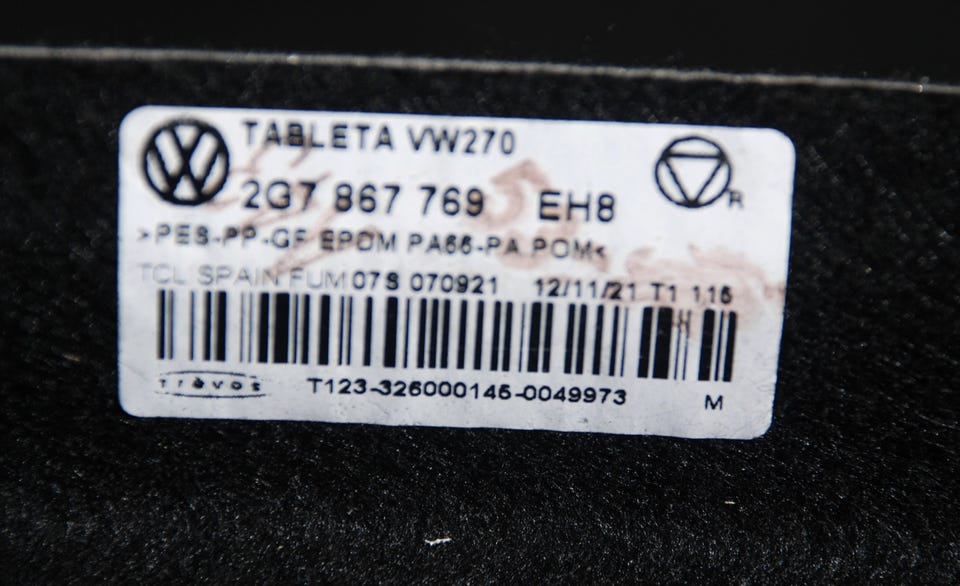 TABLETA VW270
2G7 867 769 EH8
R
>PES-PP-GF EPDM PA66-PA POM<
TCL SPAIN FUM 07S 070921 12/11/21 T1 116
trèves
T123-326000145-0049973 M